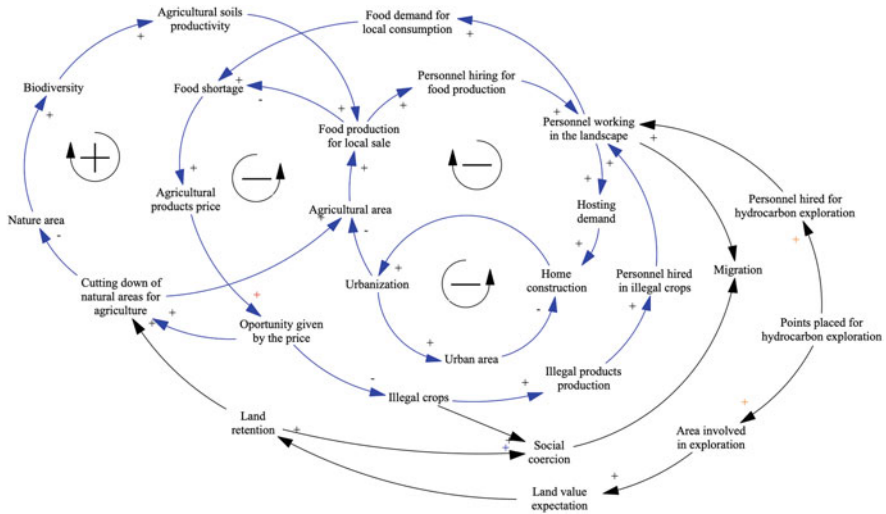 Agricultural soils
productivity
Food demand for
local consumption
Biodiversity
Food shortage
Personnel hiring for
food production
Food production
for local sale
Personnel working
in the landscape
Agricultural
products price
Agricultural area
Hosting
demand
Personnel hired for
hydrocarbon exploration
Nature area
Cutting down of
natural areas for
agriculture
Urbanization
Home
construction
Personnel hired
in illegal crops
Migration
Oportunity given
by the price
Points placed for
hydrocarbon exploration
Urban area
Illegal products
production
Illegal crops
Land
retention
Social
coercion
Area involved
in exploration
Land value
expectation